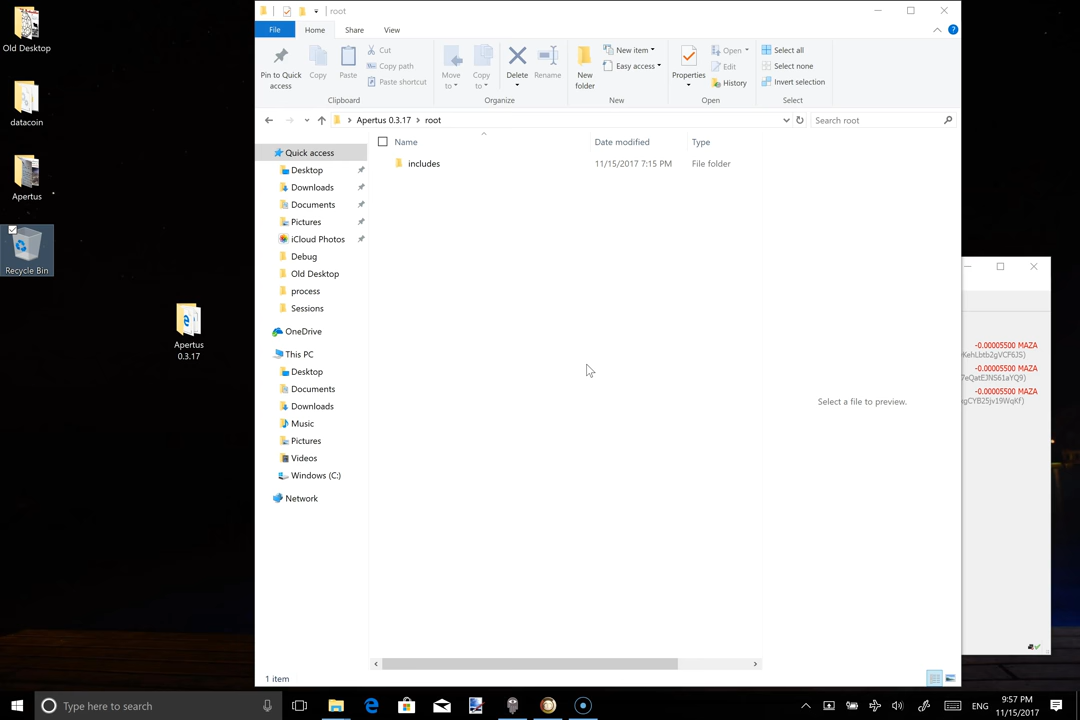 Old Desktop
datacoin
Apertus
Recycle Bin
Apertus
0.3.17
root
File
Home
Share
View
Pin to Quick
access
Copy
Paste
Cut
Copy path
Paste shortcut
Clipboard
Move
to
Copy
to
Delete
Rename
Organize
New
folder
New item
Easy access
New
Properties
Open
Edit
History
Open
Select all
Select none
Invert selection
Select
Apertus 0.3.17 > root
Search root
Name
Date modified
Type
includes
11/15/2017 7:15 PM
File folder
Quick access
Desktop
Downloads
Documents
Pictures
iCloud Photos
Debug
Old Desktop
process
Sessions
OneDrive
This PC
Desktop
Documents
Downloads
Music
Pictures
Videos
Windows (C:)
Network
Select a file to preview.
1 item
-0.00005500 MAZA
KehLbtb2gVCF6JS)
-0.00005500 MAZA
7eQatEJNS61aYQ9)
-0.00005500 MAZA
gCYB25jv19WqKf)
Type here to search
ENG
9:57 PM
11/15/2017